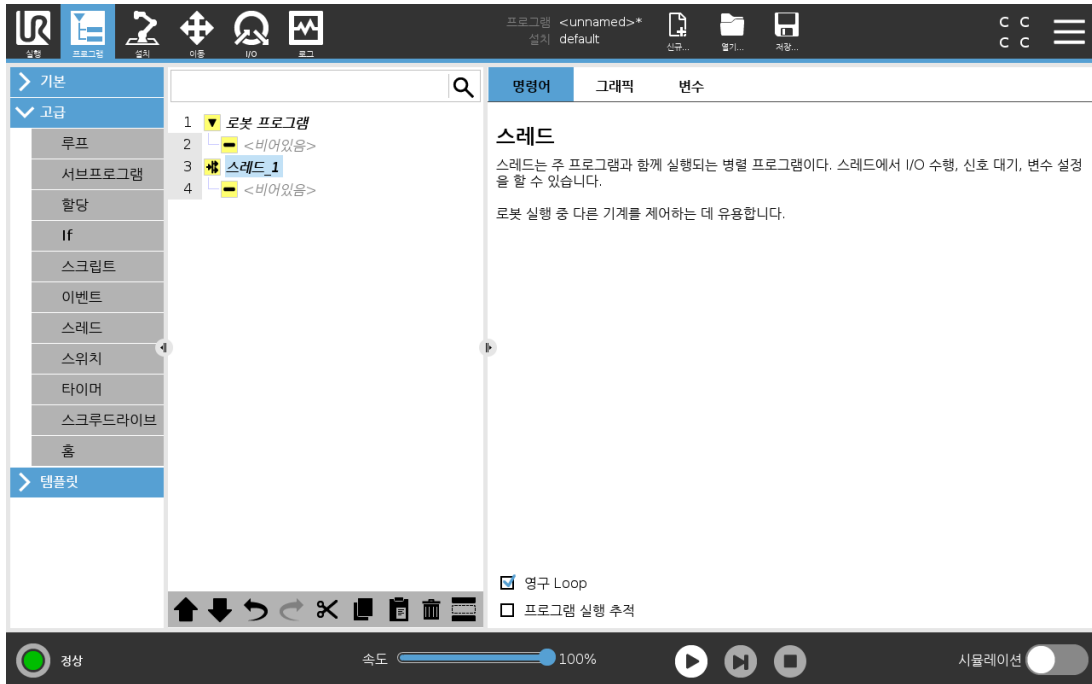 UR
실행
프로그램
설치
이동
I/O
로그
프로그램 <unnamed>*
설치 default
신규...
열기...
저장...
C C
C C
기본
고급
루프
서브프로그램
할당
If
스크립트
이벤트
스레드
스위치
타이머
스크루드라이브
홈
템플릿
1 로봇 프로그램
2 <비어있음>
3 스레드_1
4 <비어있음>
명령어 그래픽 변수
스레드
스레드는 주 프로그램과 함께 실행되는 병렬 프로그램이다. 스레드에서 I/O 수행, 신호 대기, 변수 설정
을 할 수 있습니다.
로봇 실행 중 다른 기계를 제어하는 데 유용합니다.
영구 Loop
프로그램 실행 추적
정상
속도 100%
시뮬레이션